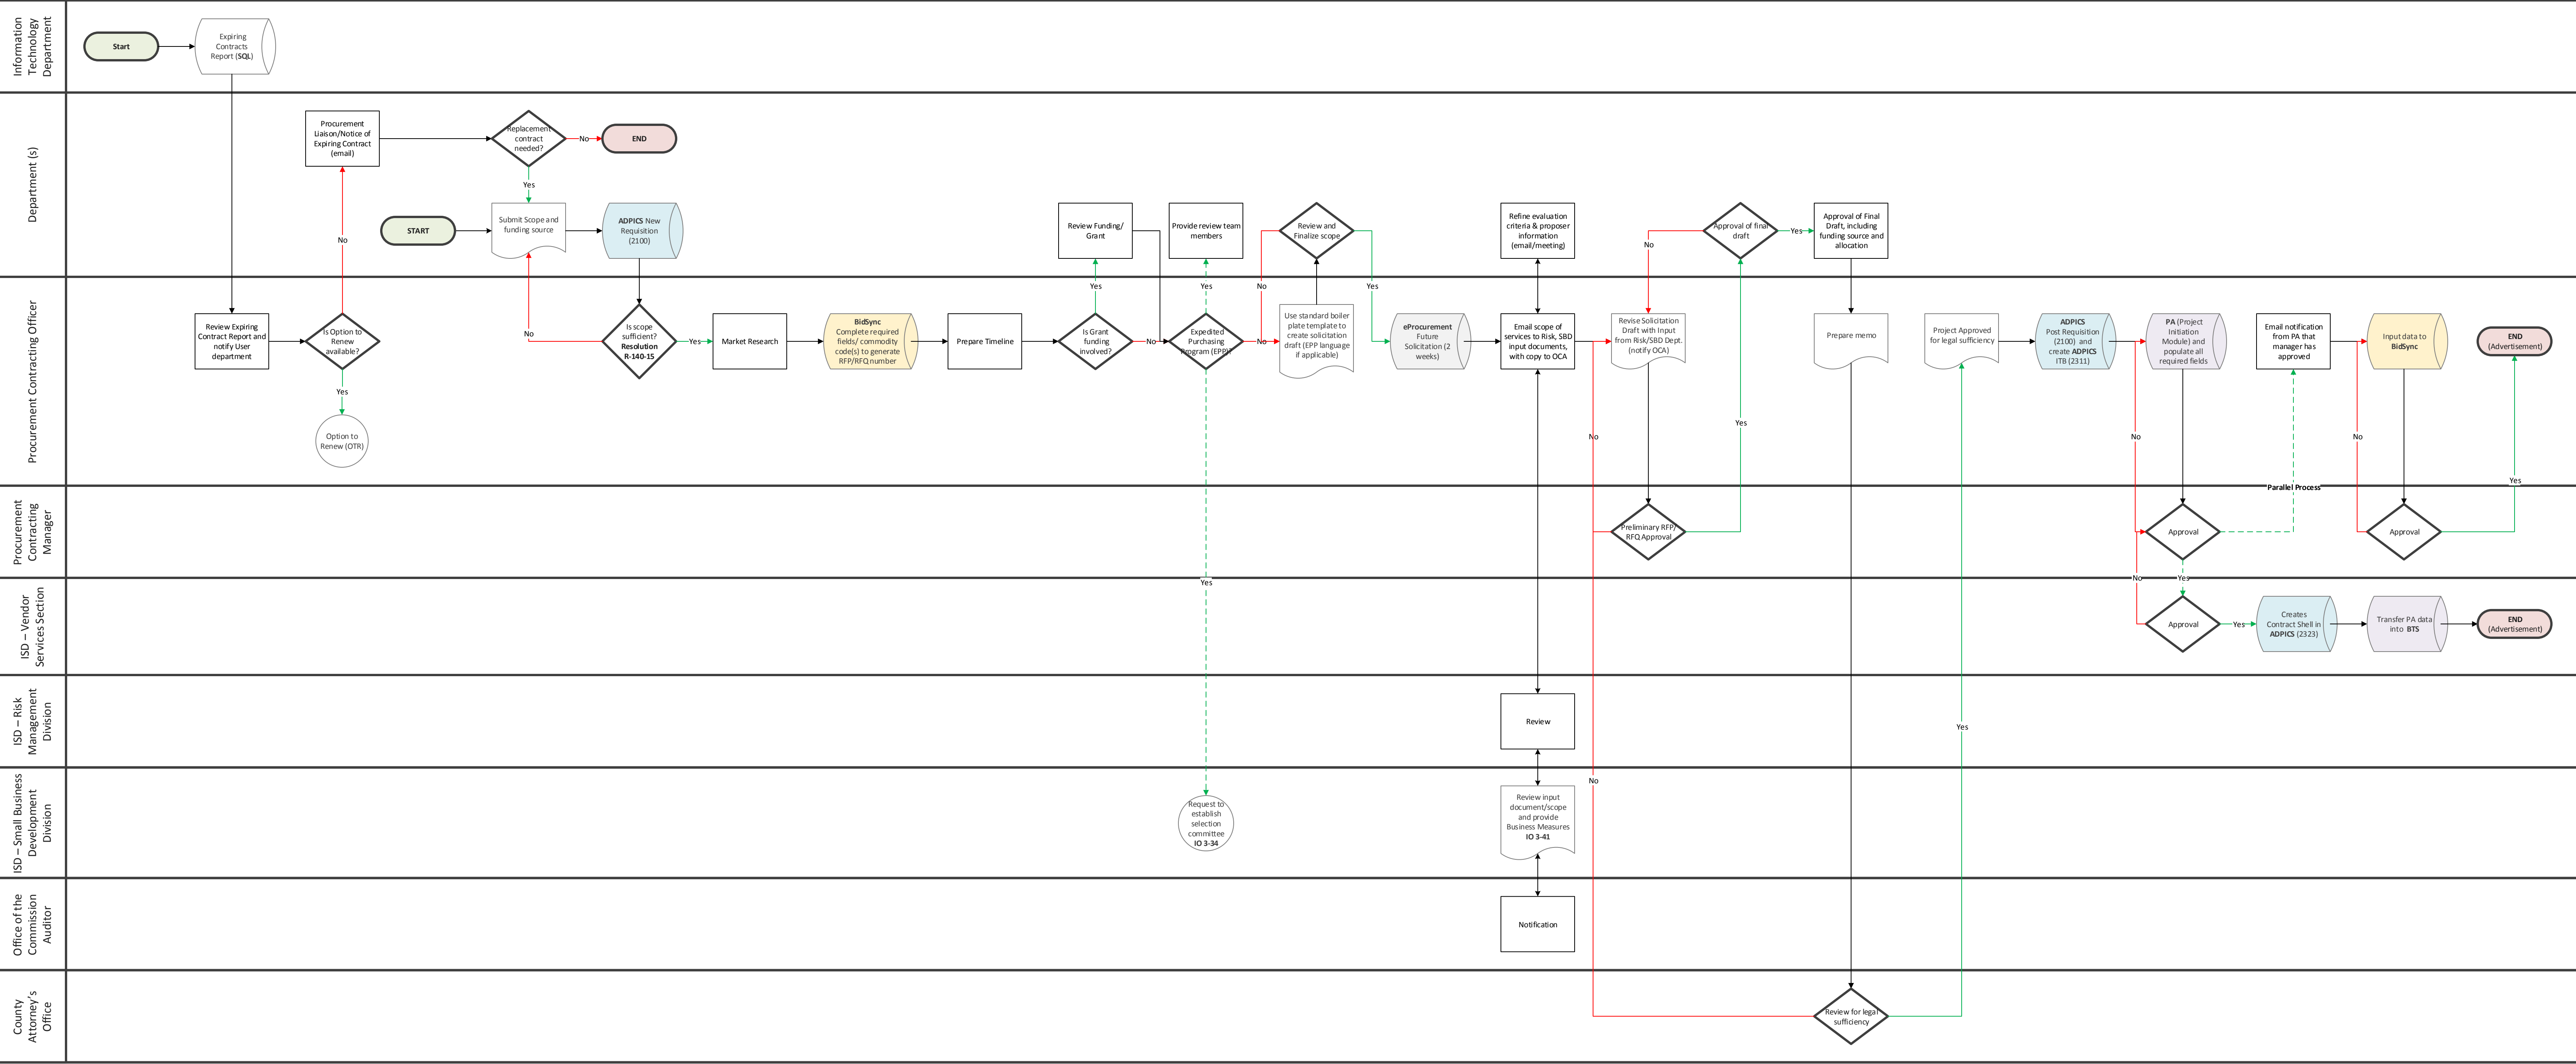 Information
Technology
Department
Start
Expiring
Contracts
Report (SQL)
Department (s)
Procurement
Liaison/Notice of
Expiring Contract
(email)
Replacement
contract
needed?
No
END
Yes
START
Submit Scope and
funding source
ADPICS New
Requisition
(2100)
Review Funding/
Grant
Provide review team
members
Review and
Finalize scope
Refine evaluation
criteria & proposer
information
(email/meeting)
Approval of final
draft
Yes
Approval of Final
Draft, including
funding source and
allocation
No
No
Procurement Contracting Officer
Review Expiring
Contract Report and
notify User
department
Is Option to
Renew
available?
Yes
Option to
Renew (OTR)
No
Is scope
sufficient?
Resolution
R-140-15
Yes
Market Research
BidSync
Complete required
fields/ commodity
code(s) to generate
RFP/RFQ number
Prepare Timeline
Is Grant
funding
involved?
Yes
No
Expedited
Purchasing
Program (EPP)?
Yes
No
No
Use standard boiler
plate template to
create solicitation
draft (EPP language
if applicable)
Yes
eProcurement
Future
Solicitation (2
weeks)
Email scope of
services to Risk, SBD
input documents,
with copy to OCA
No
Revise Solicitation
Draft with Input
from Risk/SBD Dept.
(notify OCA)
Yes
Prepare memo
Project Approved
for legal sufficiency
ADPICS
Post Requisition
(2100) and
create ADPICS
ITB (2311)
No
PA (Project
Initiation
Module) and
populate all
required fields
Email notification
from PA that
manager has
approved
No
Input data to
BidSync
END
(Advertisement)
Procurement
Contracting
Manager
Preliminary RFP/
RFQ Approval
Approval
Parallel Process
Approval
Yes
ISD – Vendor
Services Section
Yes
No
Yes
Approval
Yes
Creates
Contract Shell in
ADPICS (2323)
Transfer PA data
into BTS
END
(Advertisement)
ISD – Risk
Management
Division
Review
Yes
ISD – Small Business
Development
Division
Request to
establish
selection
committee
IO 3-34
Review input
document/scope
and provide
Business Measures
IO 3-41
No
Office of the
Commission
Auditor
Notification
County
Attorney's
Office
Review for legal
sufficiency